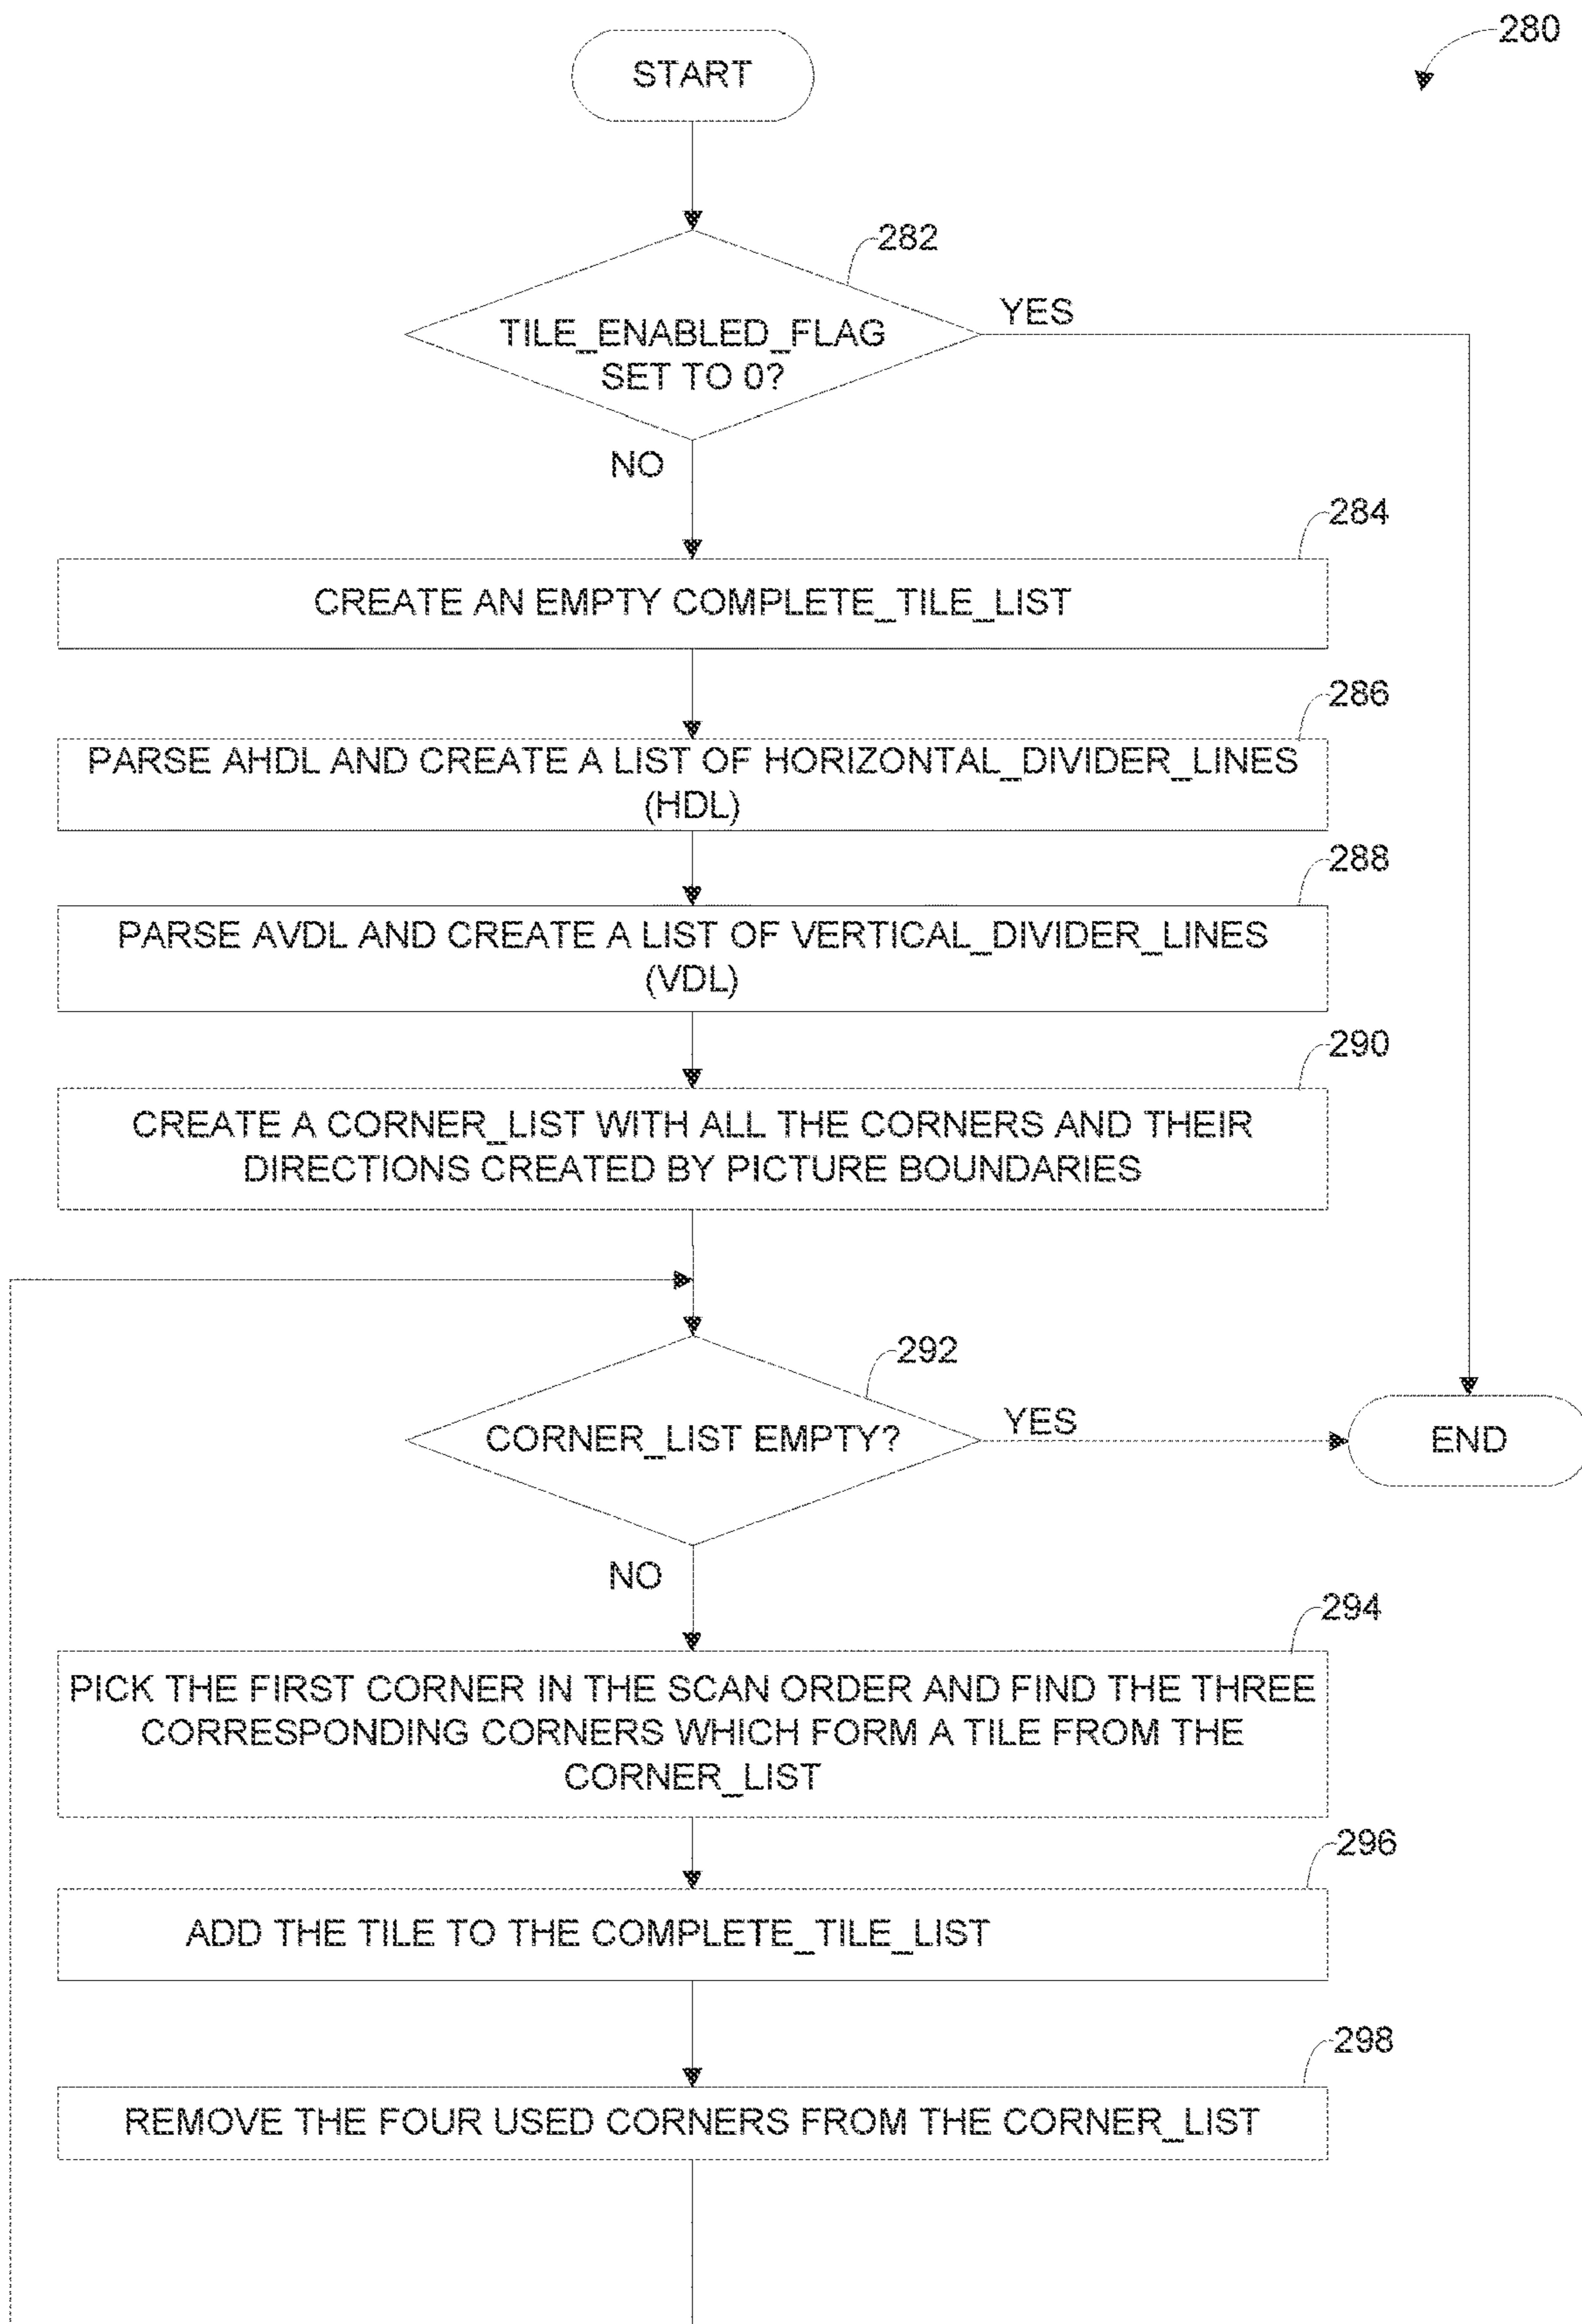 280
START
282
TILE_ENABLED_FLAG
SET TO 0?
YES
NO
284
CREATE AN EMPTY COMPLETE_TILE_LIST
286
PARSE AHDL AND CREATE A LIST OF HORIZONTAL_DIVIDER_LINES
(HDL)
288
PARSE AVDL AND CREATE A LIST OF VERTICAL_DIVIDER_LINES
(VDL)
290
CREATE A CORNER_LIST WITH ALL THE CORNERS AND THEIR
DIRECTIONS CREATED BY PICTURE BOUNDARIES
292
CORNER_LIST EMPTY?
YES
END
NO
294
PICK THE FIRST CORNER IN THE SCAN ORDER AND FIND THE THREE
CORRESPONDING CORNERS WHICH FORM A TILE FROM THE
CORNER_LIST
296
ADD THE TILE TO THE COMPLETE_TILE_LIST
298
REMOVE THE FOUR USED CORNERS FROM THE CORNER_LIST